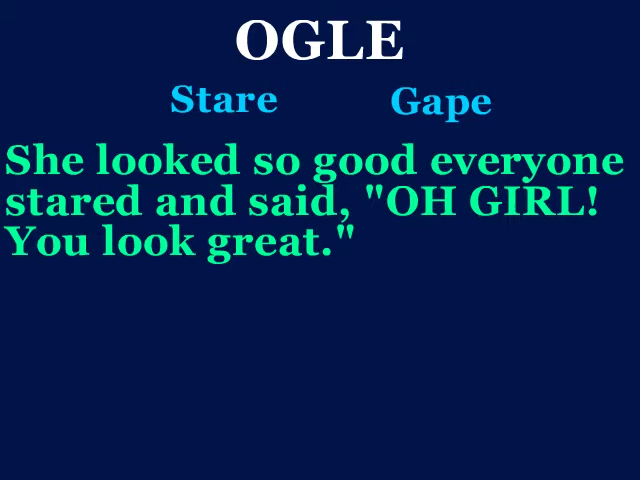 OGLE
Stare Gape
She looked so good everyone
stared and said, "OH GIRL!
You look great."